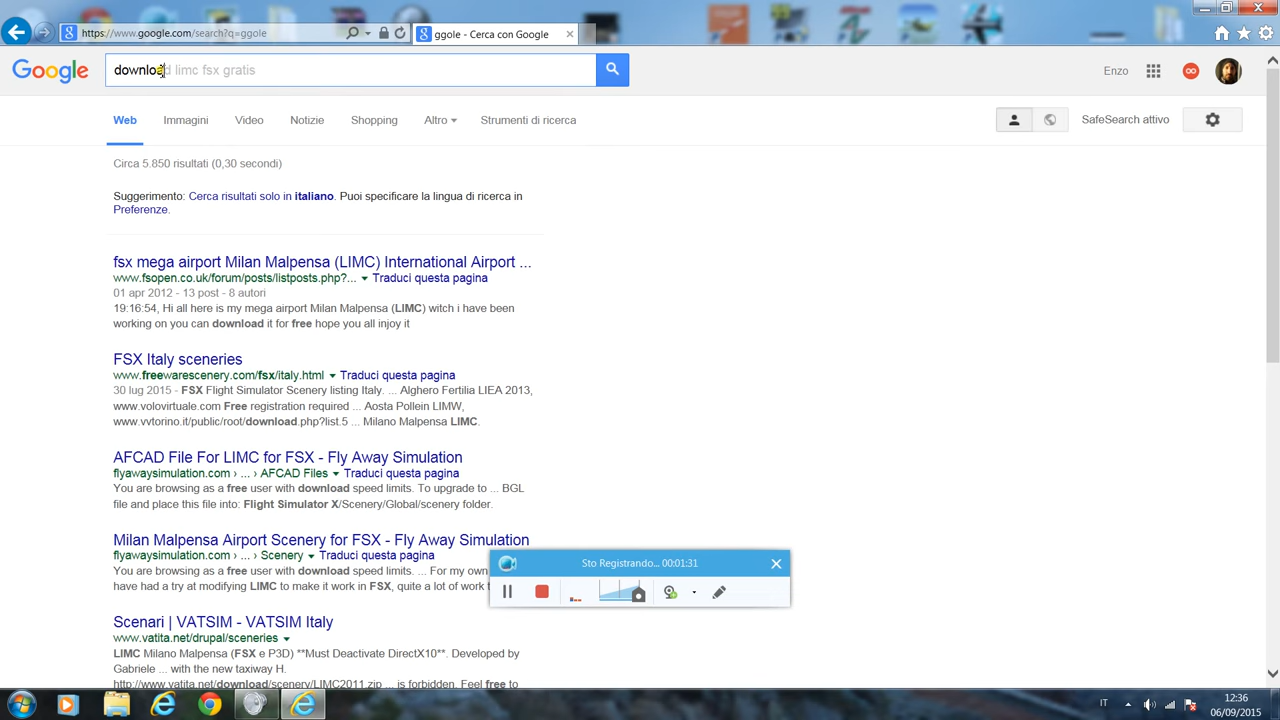 https://www.google.com/search?q=ggole
ggole - Cerca con Google
Google
download limc fsx gratis
Enzo
Web Immagini Video Notizie Shopping Altro Strumenti di ricerca
SafeSearch attivo
Circa 5.850 risultati (0,30 secondi)
Suggerimento: Cerca risultati solo in italiano. Puoi specificare la lingua di ricerca in
Preferenze.
fsx mega airport Milan Malpensa (LIMC) International Airport ...
www.fsopen.co.uk/forum/posts/listposts.php?... Traduci questa pagina
01 apr 2012 - 13 post - 8 autori
19:16:54, Hi all here is my mega airport Milan Malpensa (LIMC) witch i have been
working on you can download it for free hope you all injoy it
FSX Italy sceneries
www.freewarescenery.com/fsx/italy.html Traduci questa pagina
30 lug 2015 - FSX Flight Simulator Scenery listing Italy. ... Alghero Fertilia LIEA 2013,
www.volovirtuale.com Free registration required ... Aosta Pollein LIMW,
www.vvtorino.it/public/root/download.php?list.5 ... Milano Malpensa LIMC.
AFCAD File For LIMC for FSX - Fly Away Simulation
flyawaysimulation.com › ... › AFCAD Files Traduci questa pagina
You are browsing as a free user with download speed limits. To upgrade to ... BGL
file and place this file into: Flight Simulator X/Scenery/Global/scenery folder.
Milan Malpensa Airport Scenery for FSX - Fly Away Simulation
flyawaysimulation.com › ... › Scenery Traduci questa pagina
You are browsing as a free user with download speed limits. ... For my own
have had a try at modifying LIMC to make it work in FSX, quite a lot of work
Sto Registrando... 00:01:31
Scenari | VATSIM - VATSIM Italy
www.vatita.net/drupal/sceneries
LIMC Milano Malpensa (FSX e P3D) **Must Deactivate DirectX10**. Developed by
Gabriele ... with the new taxiway H.
http://www.vatita.net/download/scenery/LIMC2011.zip ... is forbidden. Feel free to
IT
12:36
06/09/2015